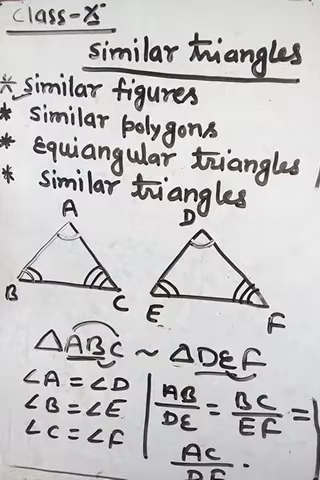 Class-X
Similar triangles
* Similar figures
* Similar polygons
* Equiangular triangles
* Similar triangles
A D
B C E F
△ABC ~ △DEF
∠A = ∠D
∠B = ∠E
∠C = ∠F
AB/DE = BC/EF =
AC/DF .